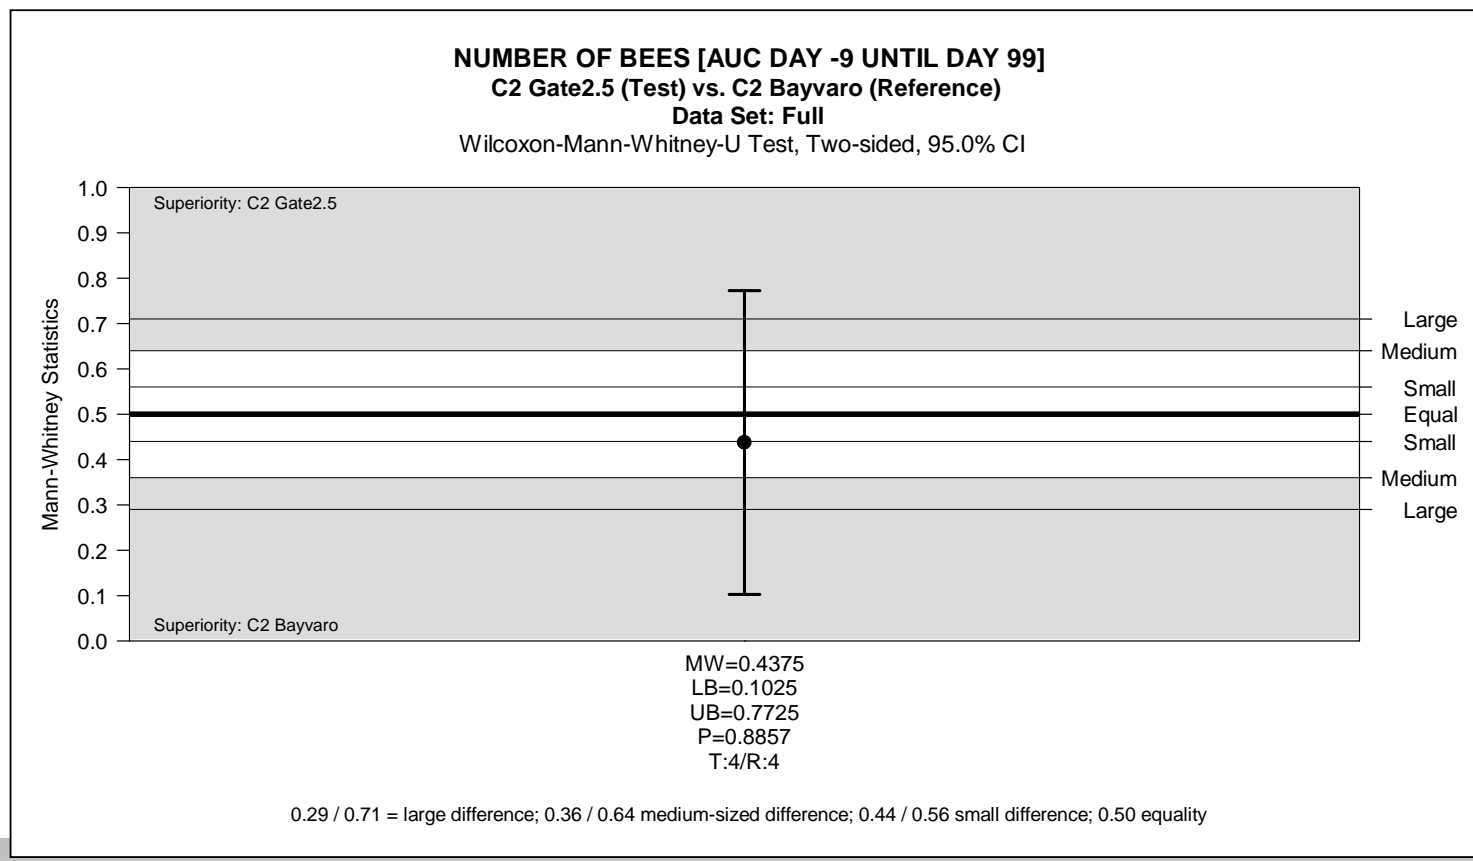 NUMBER OF BEES [AUC DAY -9 UNTIL DAY 99]
C2 Gate2.5 (Test) vs. C2 Bayvaro (Reference)
Data Set: Full
Wilcoxon-Mann-Whitney-U Test, Two-sided, 95.0% CI
Mann-Whitney Statistics
1.0
0.9
0.8
0.7
0.6
0.5
0.4
0.3
0.2
0.1
0.0
Superiority: C2 Gate2.5
Superiority: C2 Bayvaro
Large
Medium
Small
Equal
Small
Medium
Large
MW=0.4375
LB=0.1025
UB=0.7725
P=0.8857
T:4/R:4
0.29 / 0.71 = large difference; 0.36 / 0.64 medium-sized difference; 0.44 / 0.56 small difference; 0.50 equality